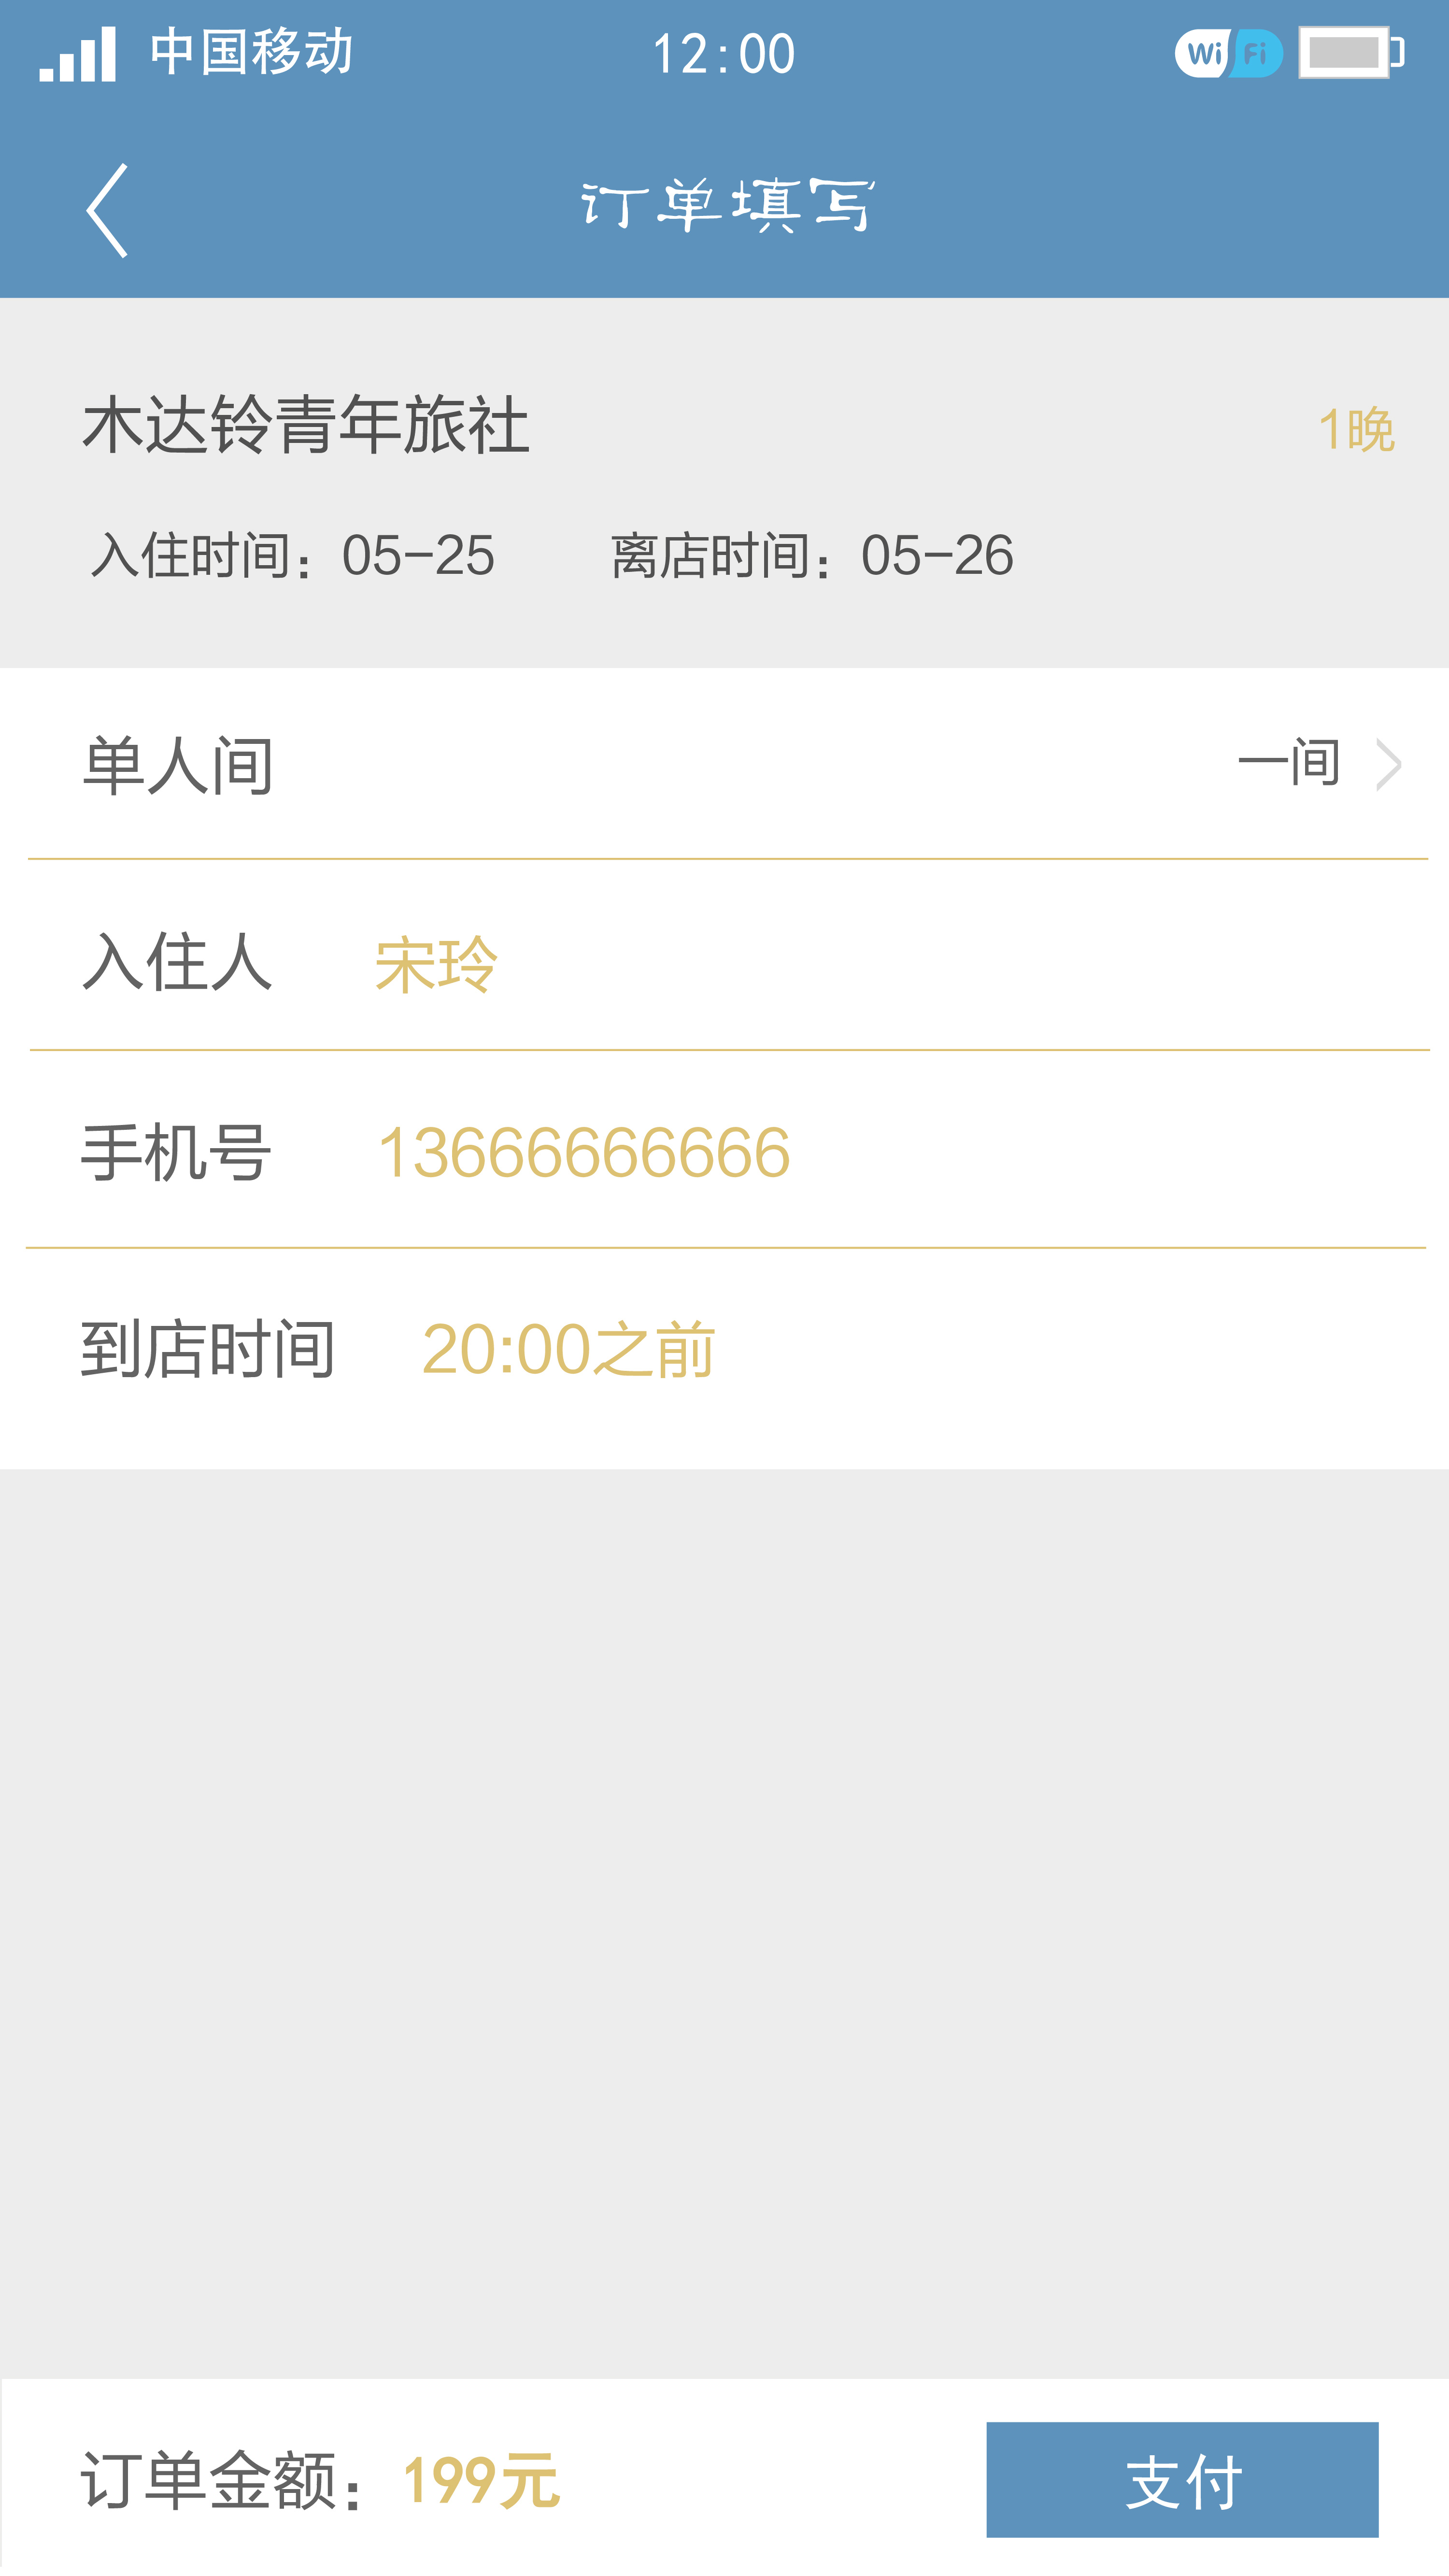 中国移动 12:00 Wi Fi
订单填写
木达铃青年旅社 1晚
入住时间：05-25 离店时间：05-26
单人间 一间
入住人 宋玲
手机号 13666666666
到店时间 20:00之前
订单金额：199元 支付